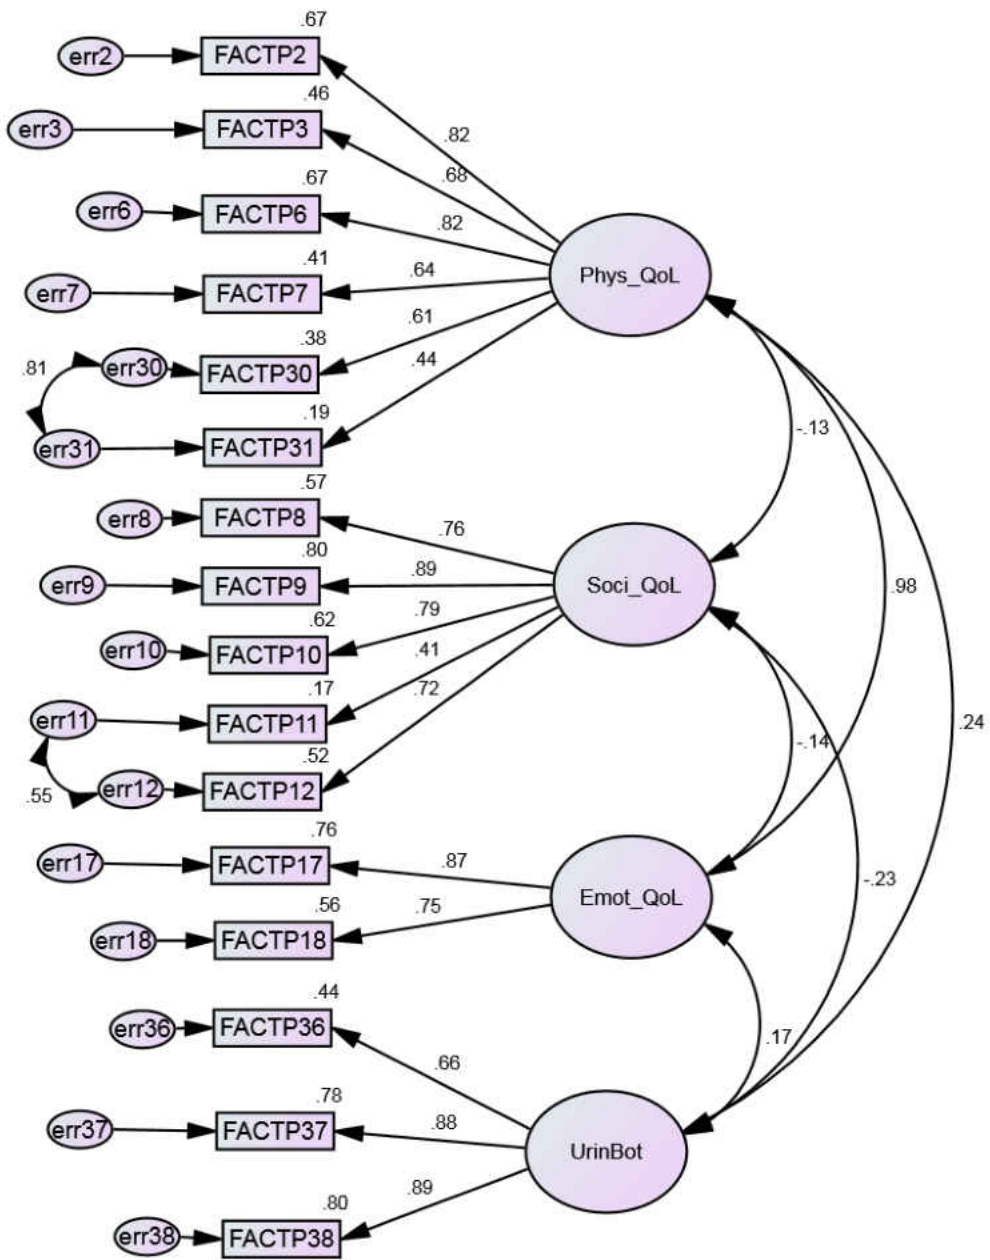 .67
err2 FACTP2
.46
err3 FACTP3
.82
.68
.67
err6 FACTP6
.82
.41
err7 FACTP7
.64
Phys_QoL
.61
.38
.81 err30 FACTP30
.44
.19
err31 FACTP31
-.13
.57
err8 FACTP8
.76
.80
err9 FACTP9
.89
Soci_QoL
.98
.79
.62
err10 FACTP10
.41
.17
.72
err11 FACTP11
.24
-.14
.52
.55 err12 FACTP12
.76
err17 FACTP17
.87
-.23
Emot_QoL
.56
.75
err18 FACTP18
.44
err36 FACTP36
.17
.66
.78
err37 FACTP37
.88
UrinBot
.89
.80
err38 FACTP38